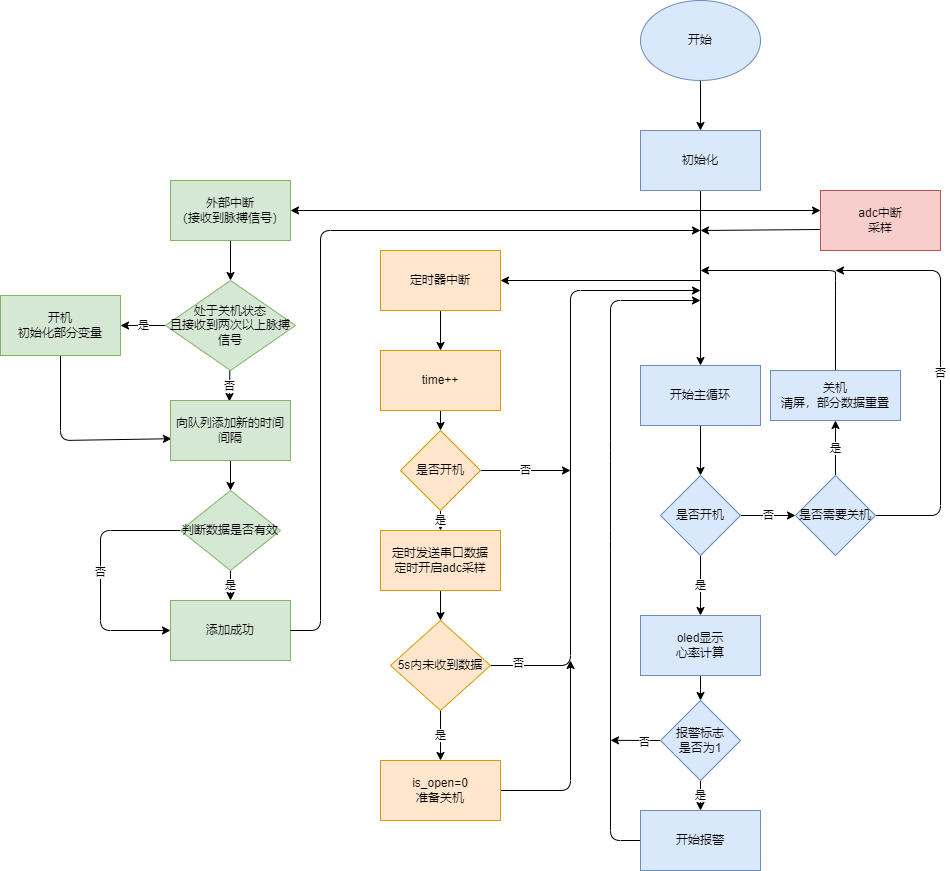 开始
初始化
外部中断
（接收到脉搏信号）
adc中断
采样
定时器中断
处于关机状态
且接收到两次以上脉搏
信号
是
开机
初始化部分变量
否
向队列添加新的时间
间隔
判断数据是否有效
否
是
添加成功
time++
是否开机
否
是
定时发送串口数据
定时开启adc采样
5s内未收到数据
否
是
is_open=0
准备关机
开始主循环
关机
清屏，部分数据重置
否
是
是否开机
否
是否需要关机
是
oled显示
心率计算
报警标志
是否为1
否
是
开始报警